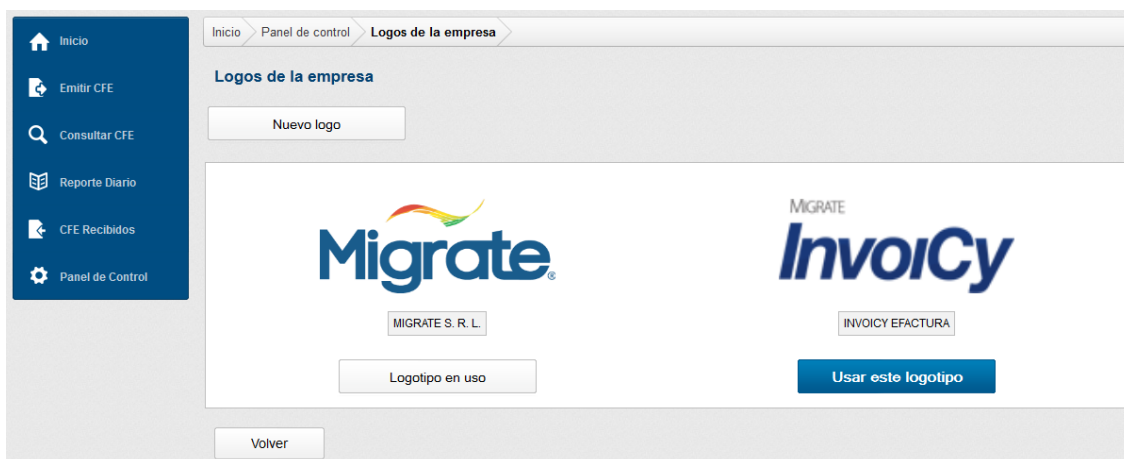 Inicio
Emitir CFE
Consultar CFE
Reporte Diario
CFE Recibidos
Panel de Control
Inicio Panel de control Logos de la empresa
Logos de la empresa
Nuevo logo
Migrate®
MIGRATE S. R. L.
Logotipo en uso
MIGRATE
InvoiCy
INVOICY EFACTURA
Usar este logotipo
Volver